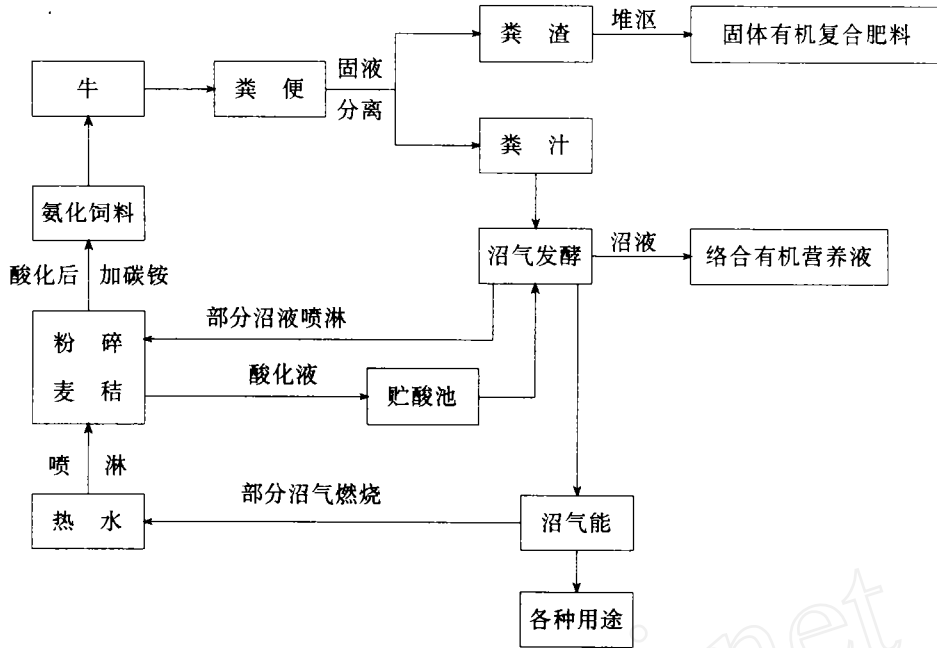 粪 渣
堆沤
固体有机复合肥料
牛
粪 便
固液
分离
粪 汁
氨化饲料
沼气发酵
沼液
络合有机营养液
酸化后 加碳铵
部分沼液喷淋
粉 碎
麦 秸
酸化液
贮酸池
喷 淋
部分沼气燃烧
热 水
沼气能
各种用途